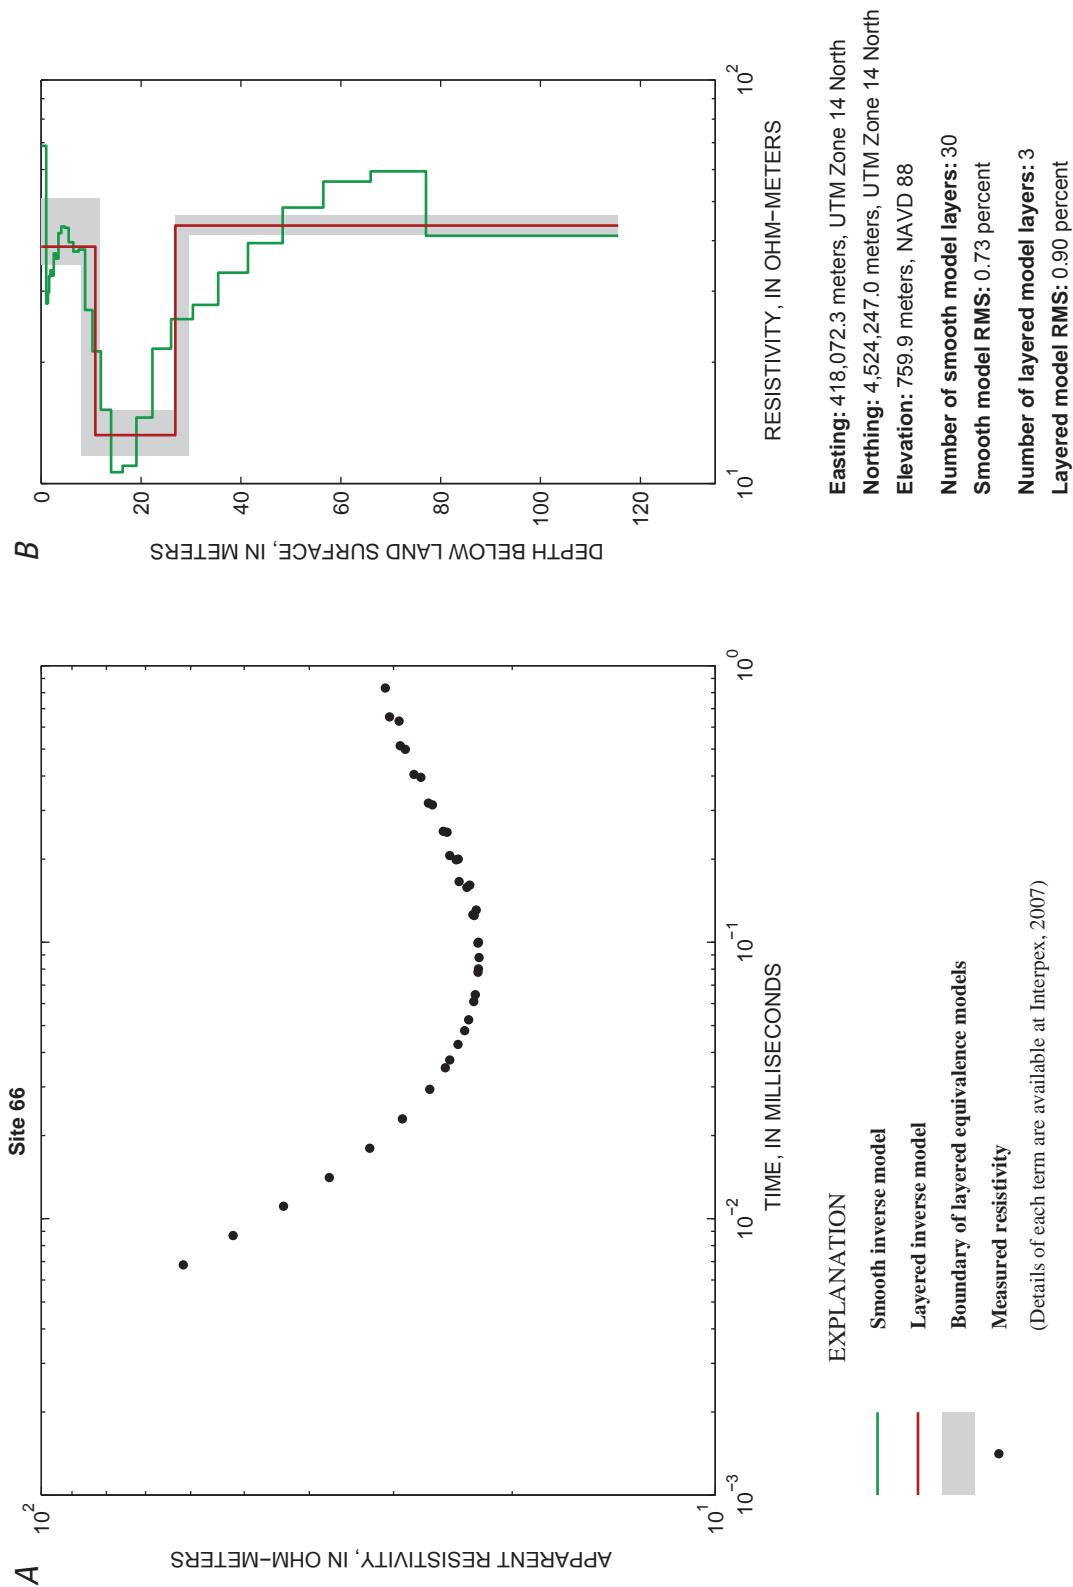 Site 66
A
10²
10¹
APPARENT RESISTIVITY, IN OHM−METERS
10⁻³
10⁻²
10⁻¹
10⁰
TIME, IN MILLISECONDS
B
0
20
40
60
80
100
120
DEPTH BELOW LAND SURFACE, IN METERS
10¹
10²
RESISTIVITY, IN OHM−METERS
EXPLANATION
Smooth inverse model
Layered inverse model
Boundary of layered equivalence models
Measured resistivity
(Details of each term are available at Interpex, 2007)
Easting: 418,072.3 meters, UTM Zone 14 North
Northing: 4,524,247.0 meters, UTM Zone 14 North
Elevation: 759.9 meters, NAVD 88
Number of smooth model layers: 30
Smooth model RMS: 0.73 percent
Number of layered model layers: 3
Layered model RMS: 0.90 percent